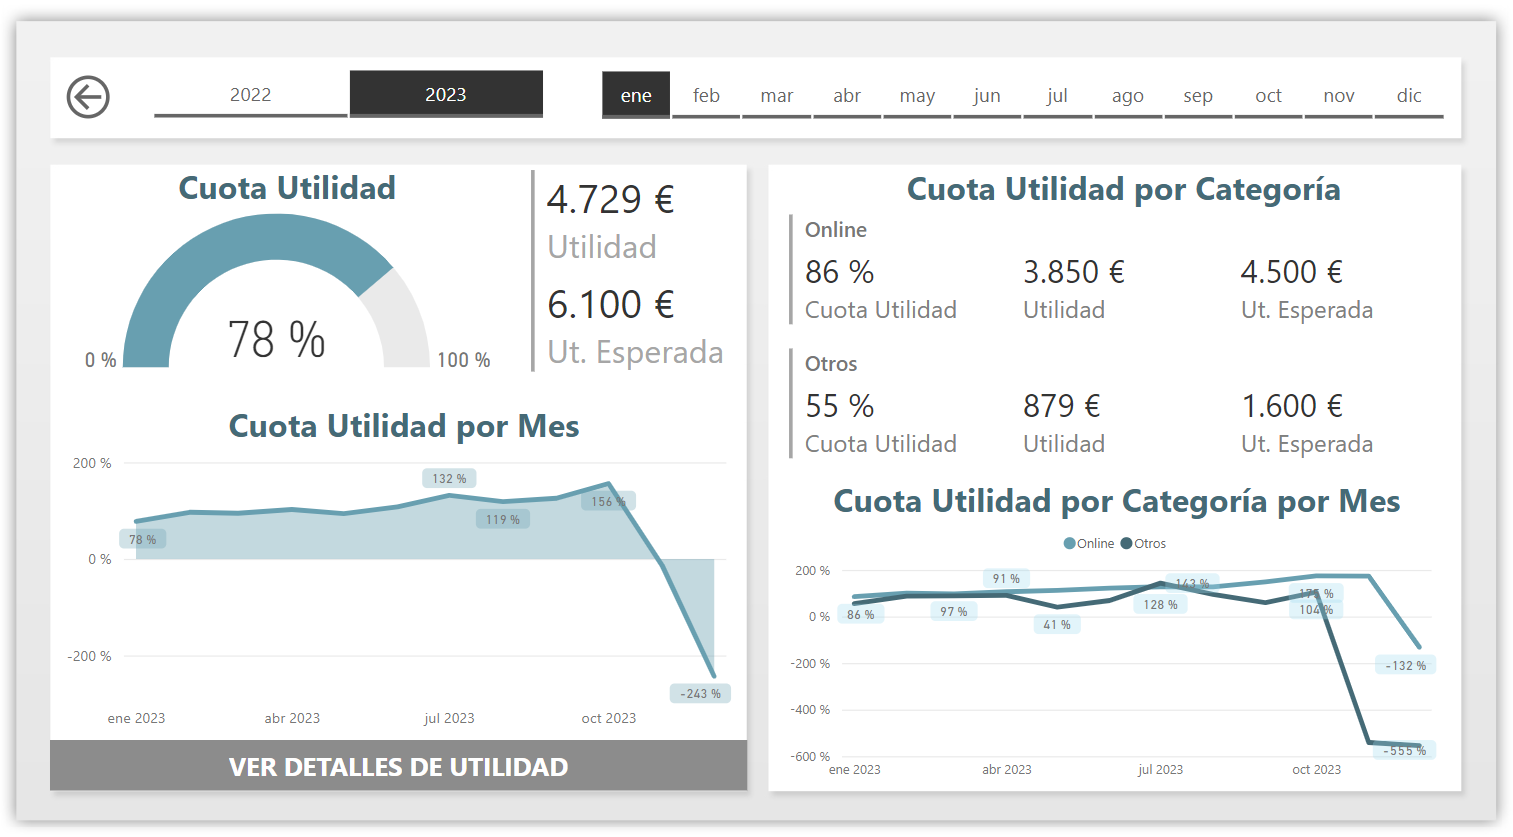 2022
2023
ene
feb
mar
abr
may
jun
jul
ago
sep
oct
nov
dic
Cuota Utilidad
78 %
0 %
100 %
4.729 €
Utilidad
6.100 €
Ut. Esperada
Cuota Utilidad por Mes
200 %
0 %
-200 %
132 %
156 %
119 %
78 %
-243 %
ene 2023
abr 2023
jul 2023
oct 2023
VER DETALLES DE UTILIDAD
Cuota Utilidad por Categoría
Online
86 %
3.850 €
4.500 €
Cuota Utilidad
Utilidad
Ut. Esperada
Otros
55 %
879 €
1.600 €
Cuota Utilidad
Utilidad
Ut. Esperada
Cuota Utilidad por Categoría por Mes
Online
Otros
200 %
0 %
-200 %
-400 %
-600 %
91 %
143 %
86 %
97 %
128 %
104 %
41 %
-132 %
-555 %
ene 2023
abr 2023
jul 2023
oct 2023